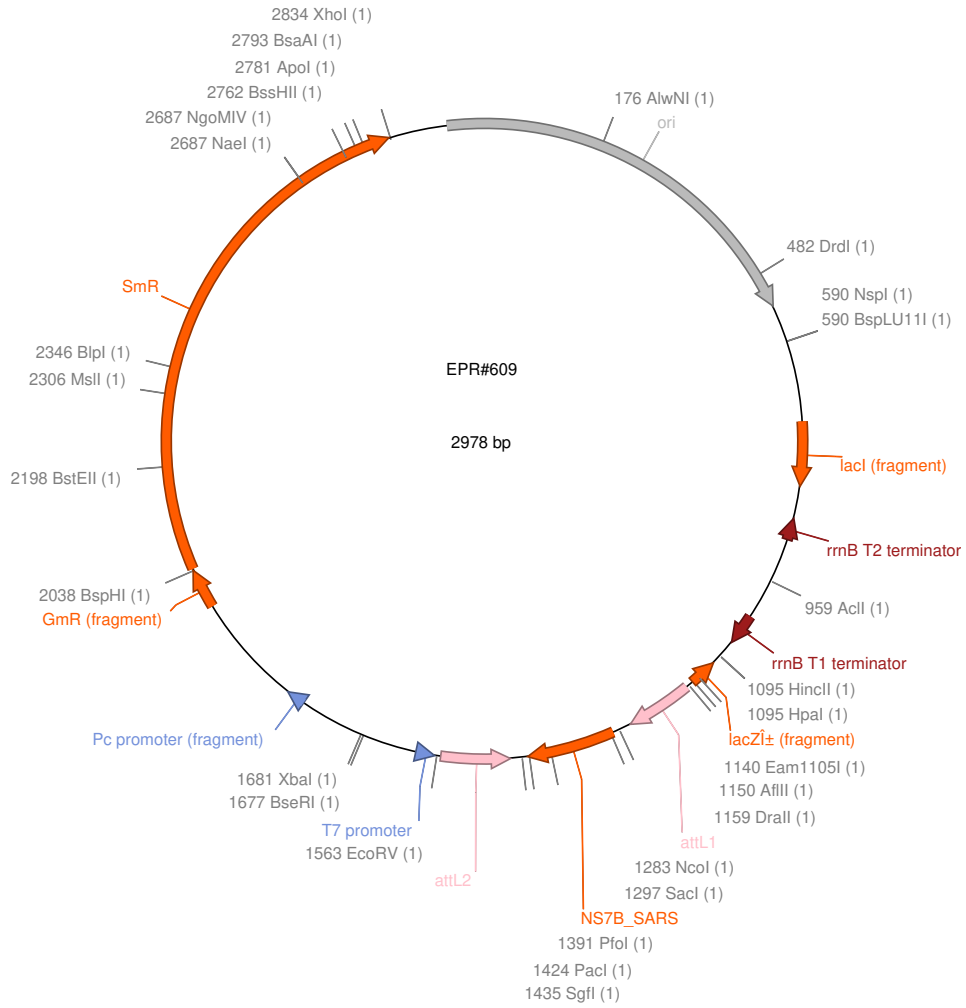 2834 XhoI (1)
2793 BsaAI (1)
2781 ApoI (1)
2762 BssHII (1)
2687 NgoMIV (1)
2687 NaeI (1)
176 AlwNI (1)
ori
482 DrdI (1)
590 NspI (1)
590 BspLU11I (1)
SmR
2346 BlpI (1)
2306 MslI (1)
2198 BstEII (1)
EPR#609
2978 bp
lacI (fragment)
rrnB T2 terminator
2038 BspHI (1)
GmR (fragment)
959 AclI (1)
rrnB T1 terminator
1095 HincII (1)
1095 HpaI (1)
lacZÎ± (fragment)
1140 Eam1105I (1)
1150 AflII (1)
1159 DraII (1)
Pc promoter (fragment)
1681 XbaI (1)
1677 BseRI (1)
T7 promoter
1563 EcoRV (1)
attL2
attL1
1283 NcoI (1)
1297 SacI (1)
NS7B_SARS
1391 PfoI (1)
1424 PacI (1)
1435 SgfI (1)